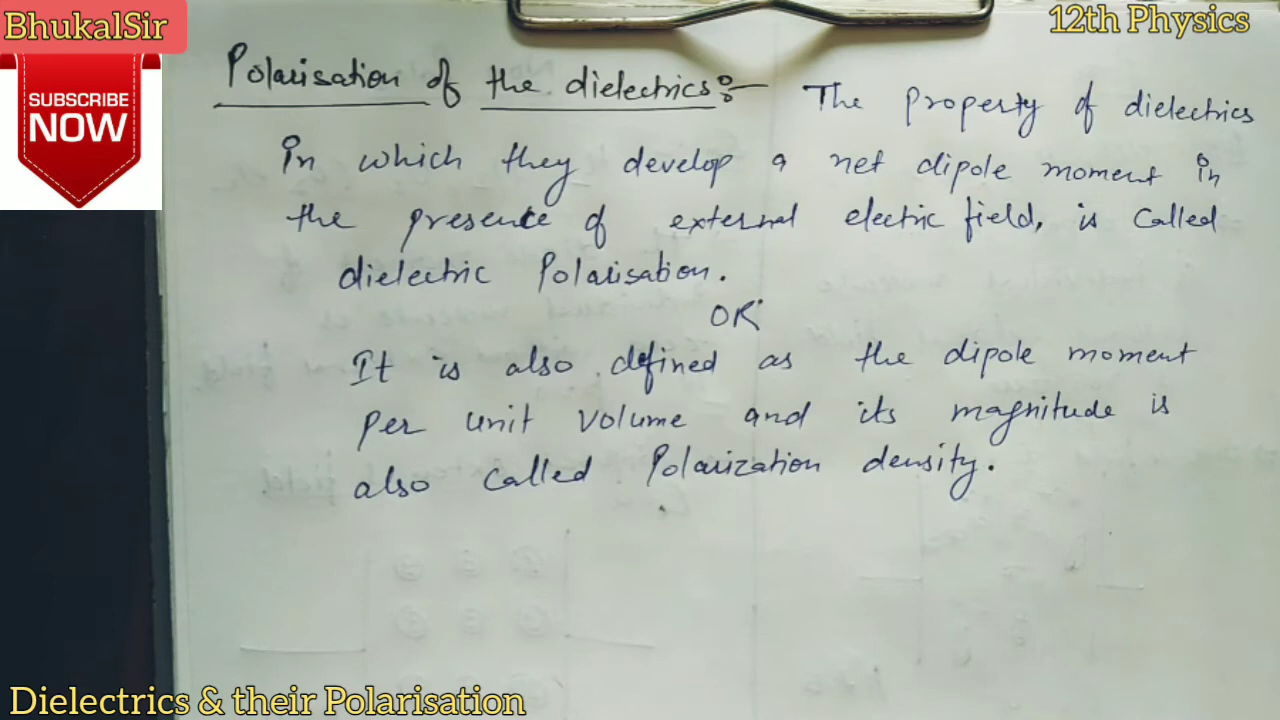 BhukalSir
12th Physics
SUBSCRIBE
NOW
Polarisation of the dielectrics :- The property of dielectrics
in which they develop a net dipole moment in
the presence of external electric field, is called
dielectric Polarisation.
OR
It is also defined as the dipole moment
per unit volume and its magnitude is
also called Polarization density.
Dielectrics & their Polarisation